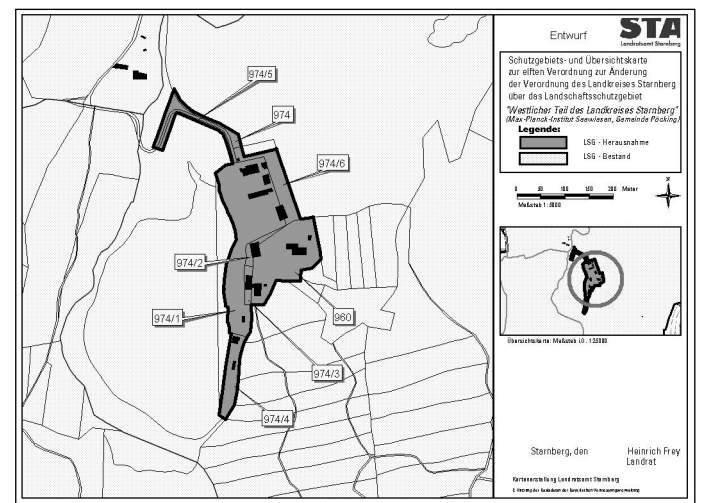 974/5
974
974/6
974/2
974/1
960
974/3
974/4
Entwurf
STA
Landratsamt Starnberg
Schutzgebiets- und Übersichtskarte
zur elften Verordnung zur Änderung
der Verordnung des Landkreises Starnberg
über das Landschaftsschutzgebiet
"Westlicher Teil des Landkreises Starnberg"
(Max-Planck-Institut Seewiesen, Gemeinde Pöcking)
Legende:
LSG - Herausnahme
LSG - Bestand
0 50 100 150 200 Meter
Maßstab 1:5000
N
Übersichtskarte: Maßstab i.O. 1:25000
Starnberg, den Heinrich Frey
Landrat
Kartenerstellung Landratsamt Starnberg